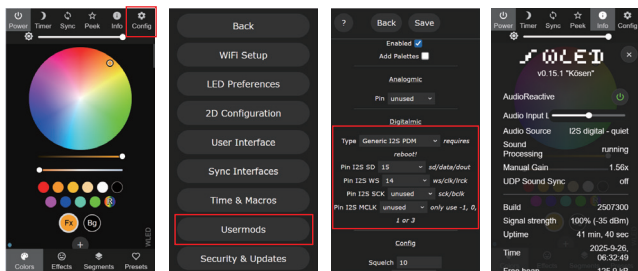 Power Timer Sync Peek Info Config
WLED
Fx
Bg
+
Colors Effects Segments Presets
Back
WiFi Setup
LED Preferences
2D Configuration
User Interface
Sync Interfaces
Time & Macros
Usermods
Security & Updates
? Back Save
Enabled
Add Palettes
Analogmic
Pin unused
Digitalmic
Type Generic I2S PDM requires
reboot!
Pin I2S SD 15 sd/data/dout
Pin I2S WS 14 ws/clk/lrck
Pin I2S SCK unused sck/bclk
Pin I2S MCLK unused only use -1, 0,
1 or 3
Config
Squelch 10
Power Timer Sync Peek Info Config
WLED
v0.15.1 "Kōsen"
AudioReactive
Audio Input L
Audio Source I2S digital - quiet
Sound
Processing running
Manual Gain 1.56x
UDP Sound Sync off
Build 2507300
Signal strength 100% (-35 dBm)
Uptime 41 min, 40 sec
Time 2025-9-26,
06:32:49